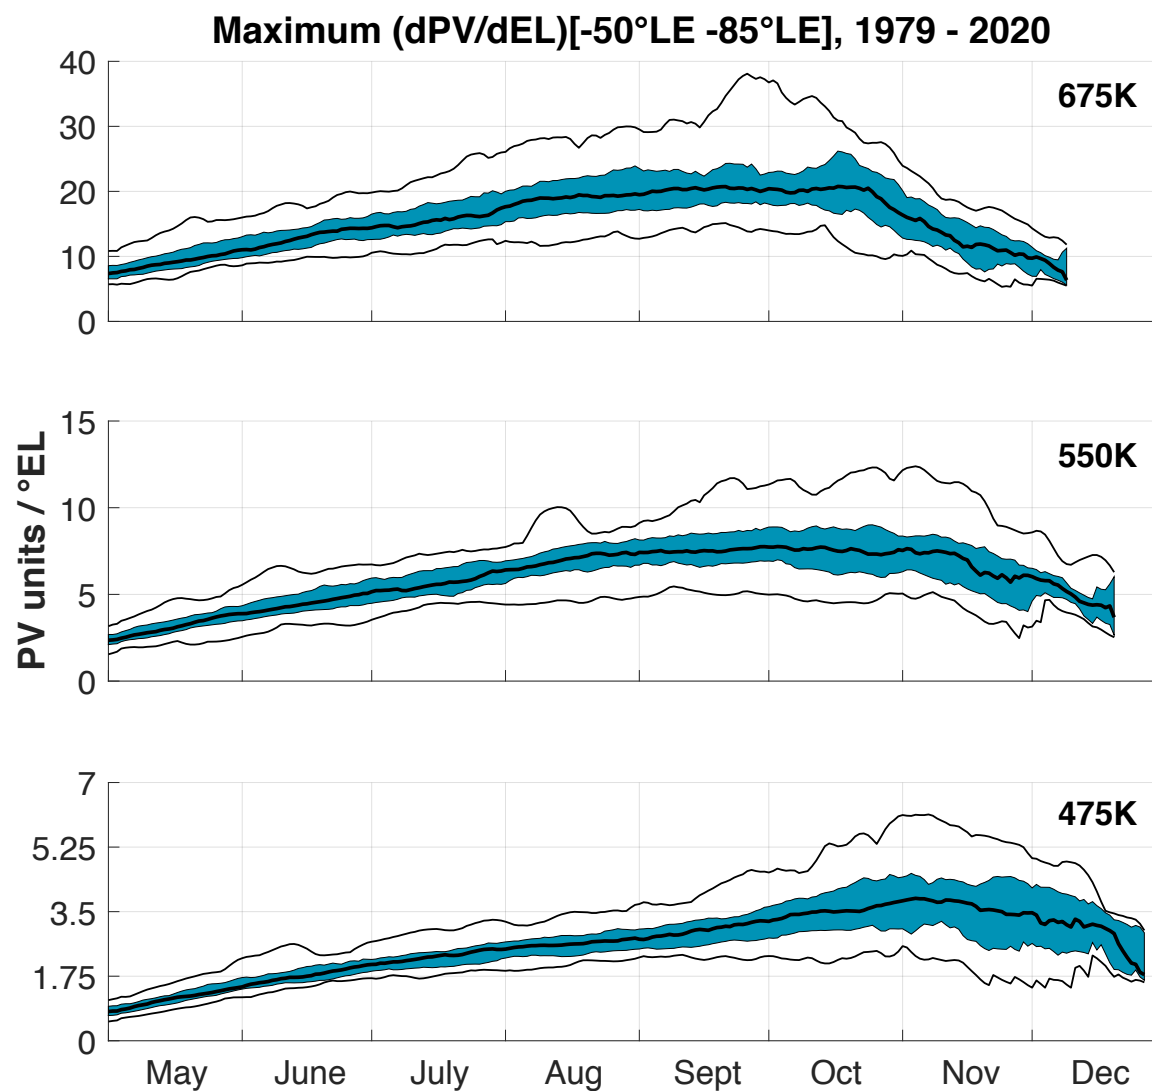 Maximum (dPV/dEL)[-50°LE -85°LE], 1979 - 2020
40
30
20
10
0
675K
PV units / °EL
15
10
5
0
550K
7
5.25
3.5
1.75
0
475K
May June July Aug Sept Oct Nov Dec